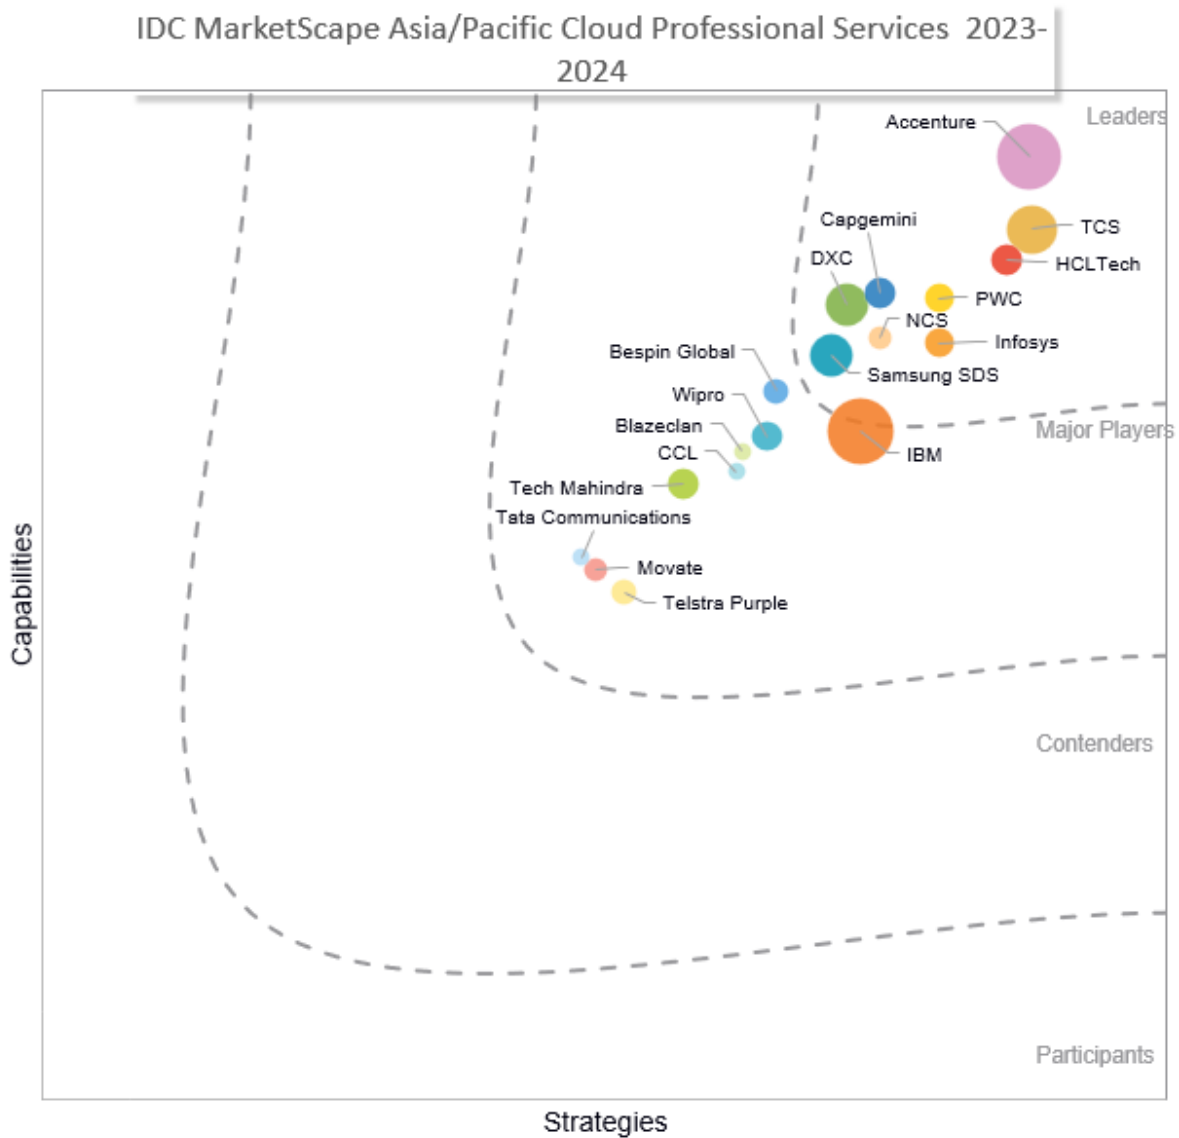 IDC MarketScape Asia/Pacific Cloud Professional Services 2023-
2024
Leaders
Accenture
Capgemini
TCS
DXC
HCLTech
PWC
NCS
Infosys
Bespin Global
Samsung SDS
Wipro
Blazeclan
Major Players
CCL
IBM
Tech Mahindra
Tata Communications
Movate
Telstra Purple
Capabilities
Contenders
Participants
Strategies